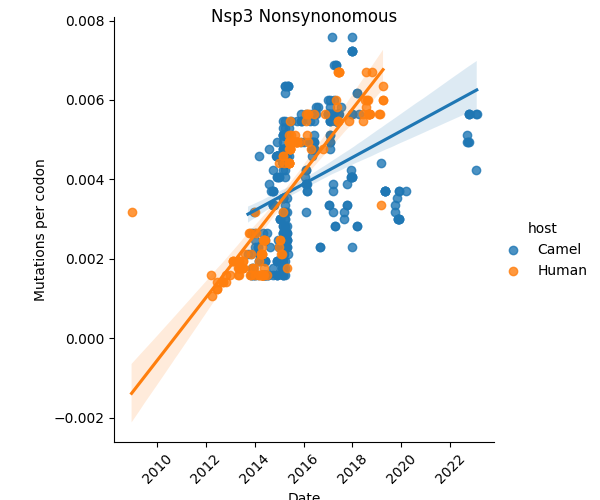 Nsp3 Nonsynonomous
0.008
0.006
0.004
0.002
0.000
−0.002
Mutations per codon
2010
2012
2014
2016
2018
2020
2022
Date
host
Camel
Human